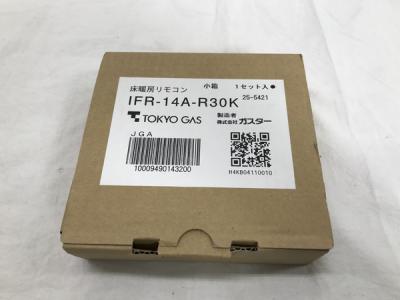 床暖房リモコン 小箱 1セット入●
IFR-14A-R30K 25-5421
TOKYO GAS 製造者 株式会社 ガスター
JGA
10009490143200
H4KB04110010